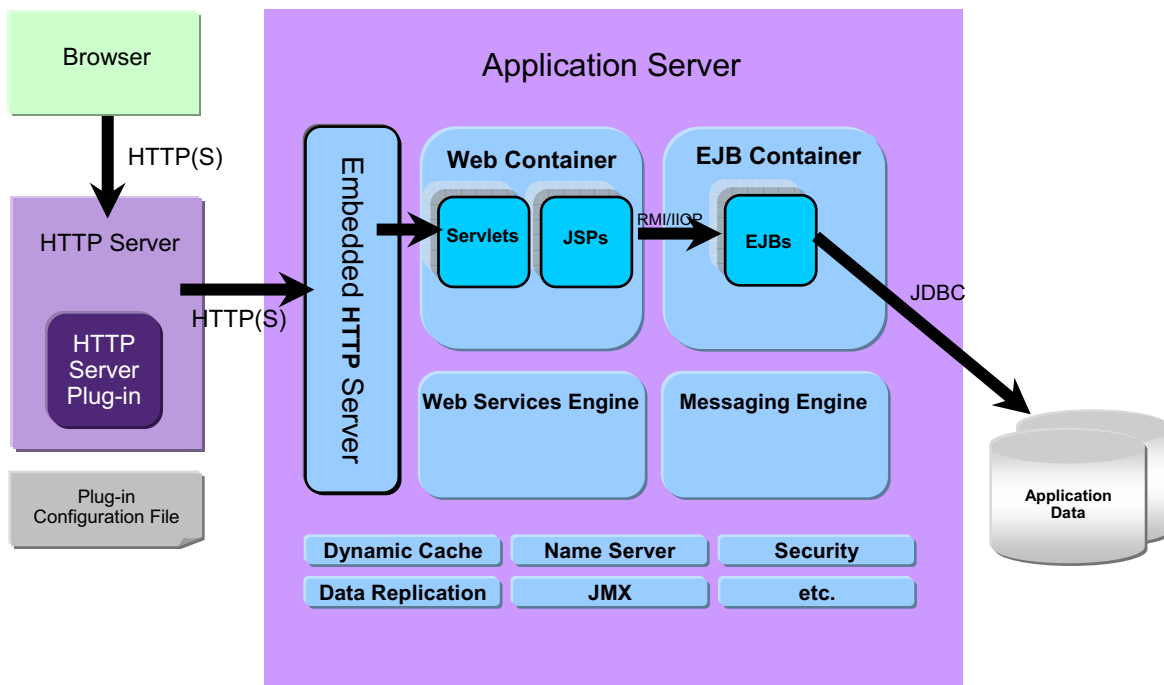 Browser
Application Server
HTTP(S)
HTTP Server
HTTP
Server
Plug-in
HTTP(S)
Plug-in
Configuration File
Embedded HTTP Server
Web Container
Servlets
JSPs
RMI/IIOP
EJB Container
EJBs
JDBC
Web Services Engine
Messaging Engine
Application
Data
Dynamic Cache
Name Server
Security
Data Replication
JMX
etc.